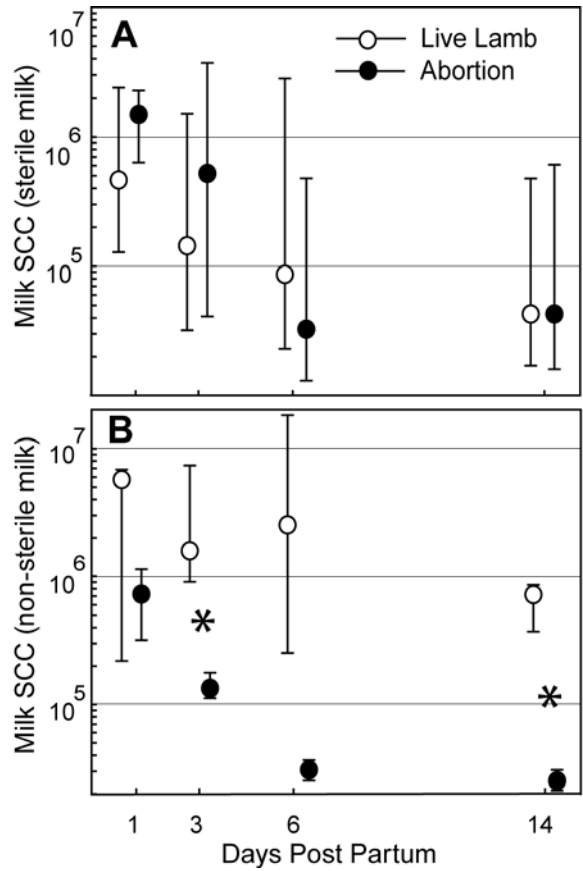 A
Live Lamb
Abortion
10^7
10^6
10^5
Milk SCC (sterile milk)
B
10^7
10^6
10^5
Milk SCC (non-sterile milk)
*
*
1 3 6 14
Days Post Partum